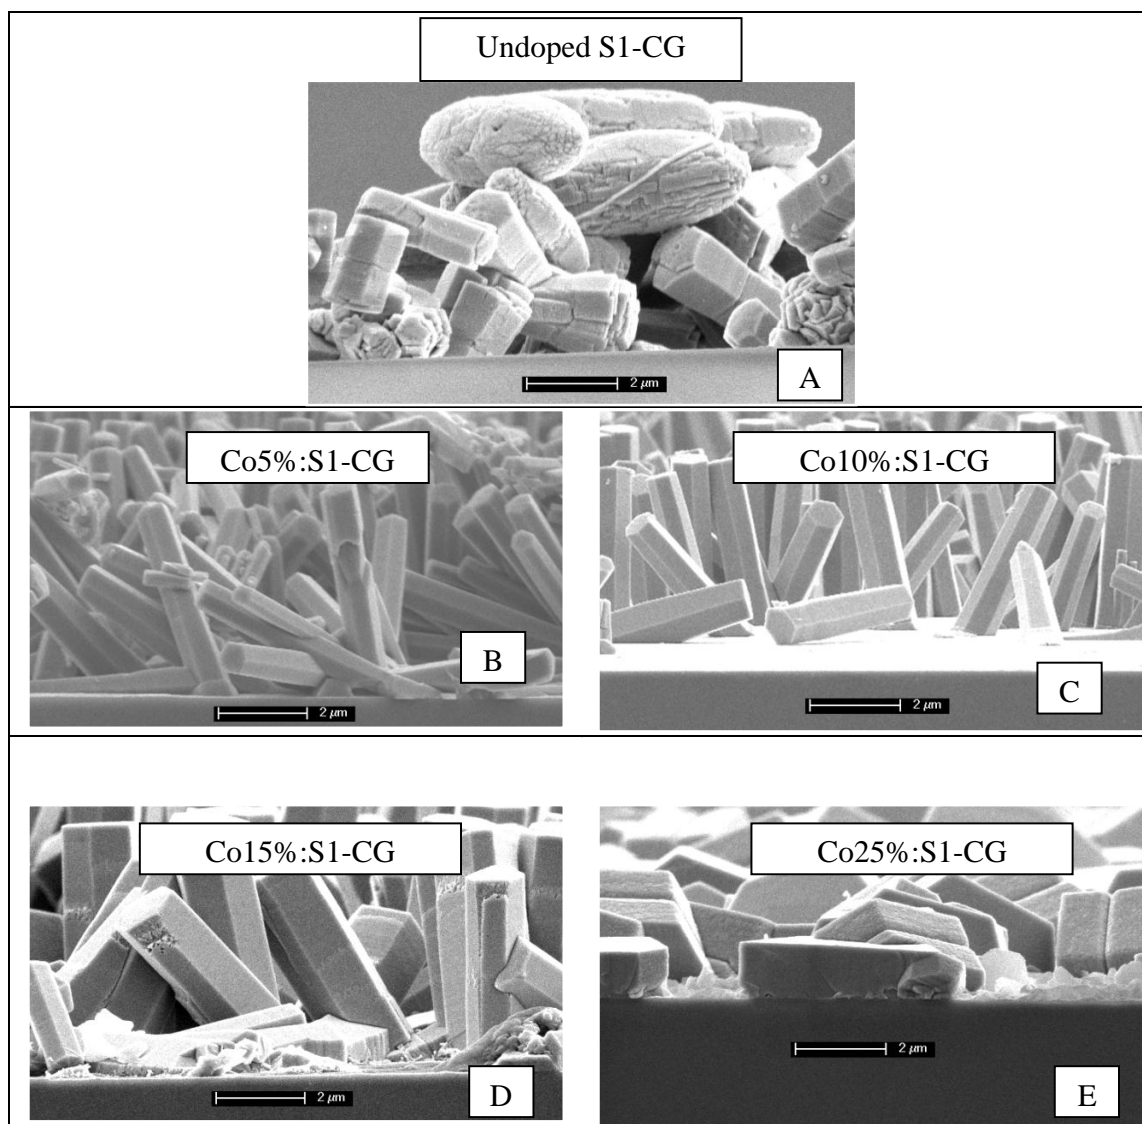 Undoped S1-CG
2 μm
A
Co5%:S1-CG
Co10%:S1-CG
B
C
2 μm
2 μm
Co15%:S1-CG
Co25%:S1-CG
2 μm
2 μm
D
E